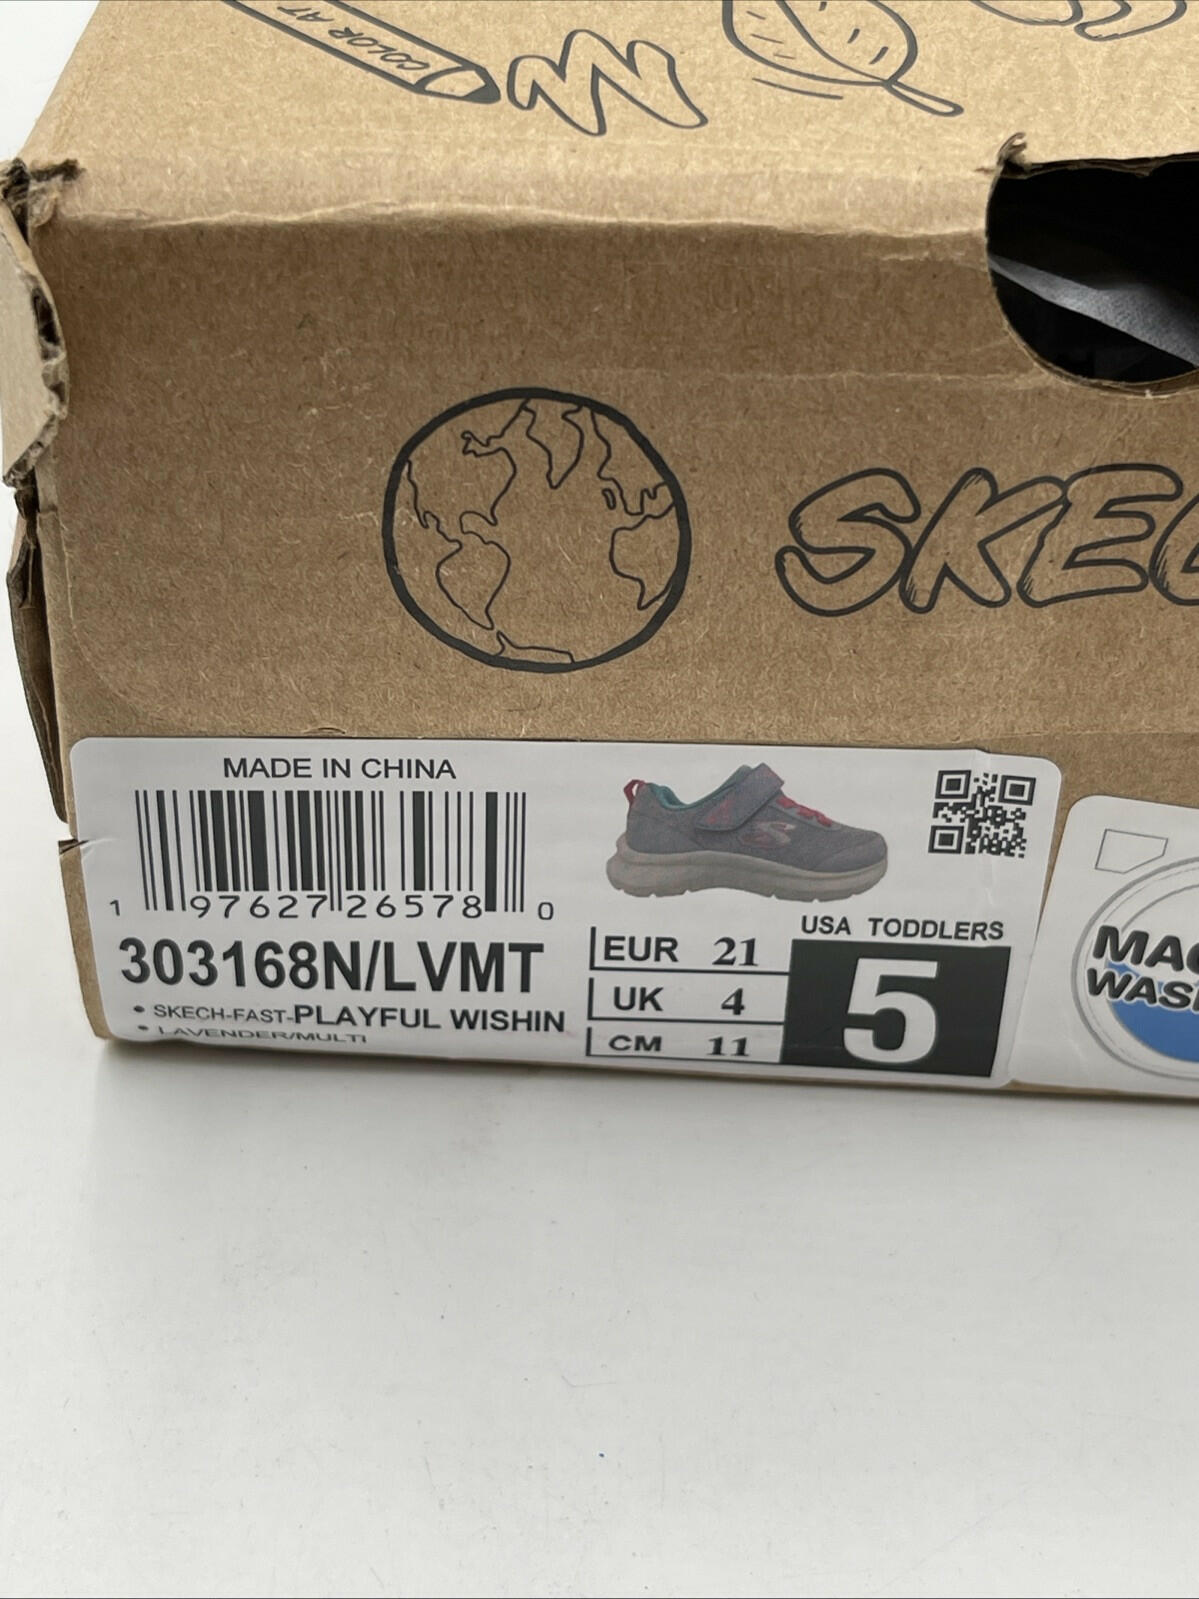 COLOR AT
SKEC
MADE IN CHINA
1 97627 26578 0
303168N/LVMT
• SKECH-FAST-PLAYFUL WISHIN
• LAVENDER/MULTI
USA TODDLERS
EUR 21
UK 4
CM 11
5
MAC
WAS